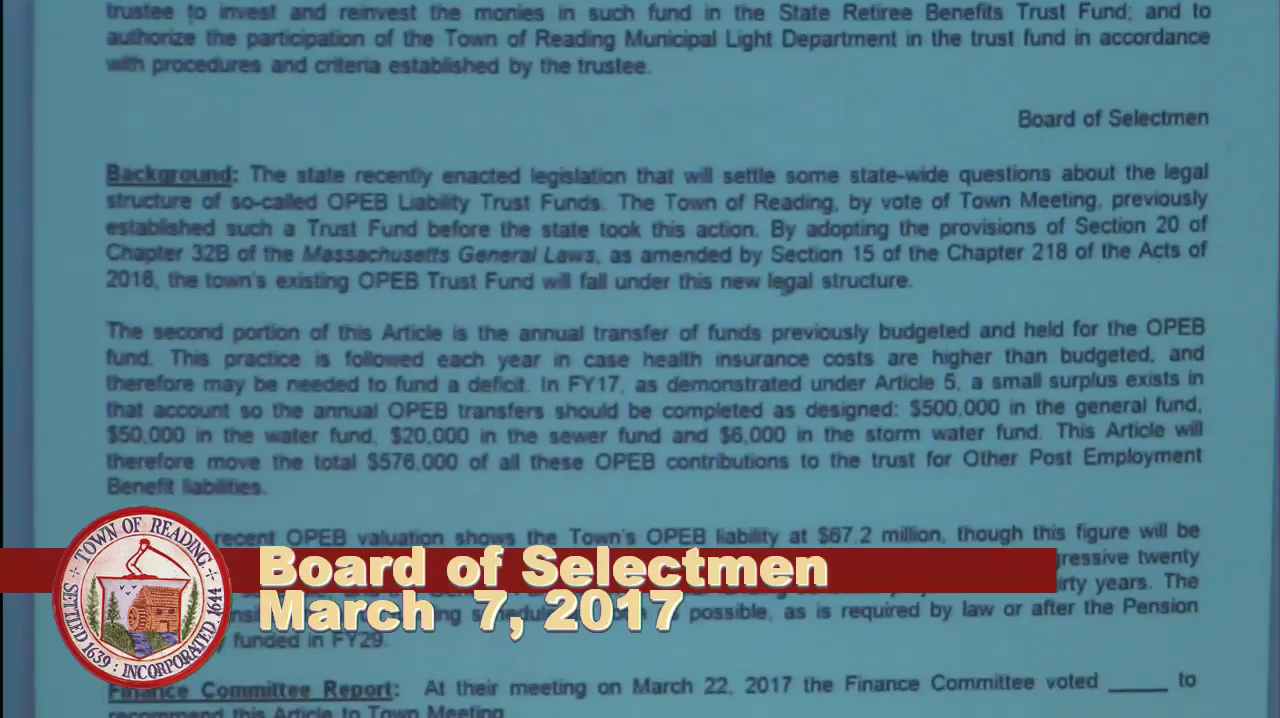 trustee to invest and reinvest the monies in such fund in the State Retiree Benefits Trust Fund; and to
authorize the participation of the Town of Reading Municipal Light Department in the trust fund in accordance
with procedures and criteria established by the trustee.
Board of Selectmen
Background: The state recently enacted legislation that will settle some state-wide questions about the legal
structure of so-called OPEB Liability Trust Funds. The Town of Reading, by vote of Town Meeting, previously
established such a Trust Fund before the state took this action. By adopting the provisions of Section 20 of
Chapter 32B of the Massachusetts General Laws, as amended by Section 15 of the Chapter 218 of the Acts of
2016, the town's existing OPEB Trust Fund will fall under this new legal structure.
The second portion of this Article is the annual transfer of funds previously budgeted and held for the OPEB
fund. This practice is followed each year in case health insurance costs are higher than budgeted, and
therefore may be needed to fund a deficit. In FY17, as demonstrated under Article 5, a small surplus exists in
that account so the annual OPEB transfers should be completed as designed: $500,000 in the general fund,
$50,000 in the water fund, $20,000 in the sewer fund and $6,000 in the storm water fund. This Article will
therefore move the total $576,000 of all these OPEB contributions to the trust for Other Post Employment
Benefit liabilities.
recent OPEB valuation shows the Town's OPEB liability at $67.2 million, though this figure will be
twenty
years. The
possible, as is required by law or after the Pension
funded in FY29.
Finance Committee Report: At their meeting on March 22, 2017 the Finance Committee voted _____ to
recommend this Article to Town Meeting.
TOWN OF READING
SETTLED 1639 : INCORPORATED 1644
Board of Selectmen
March 7, 2017